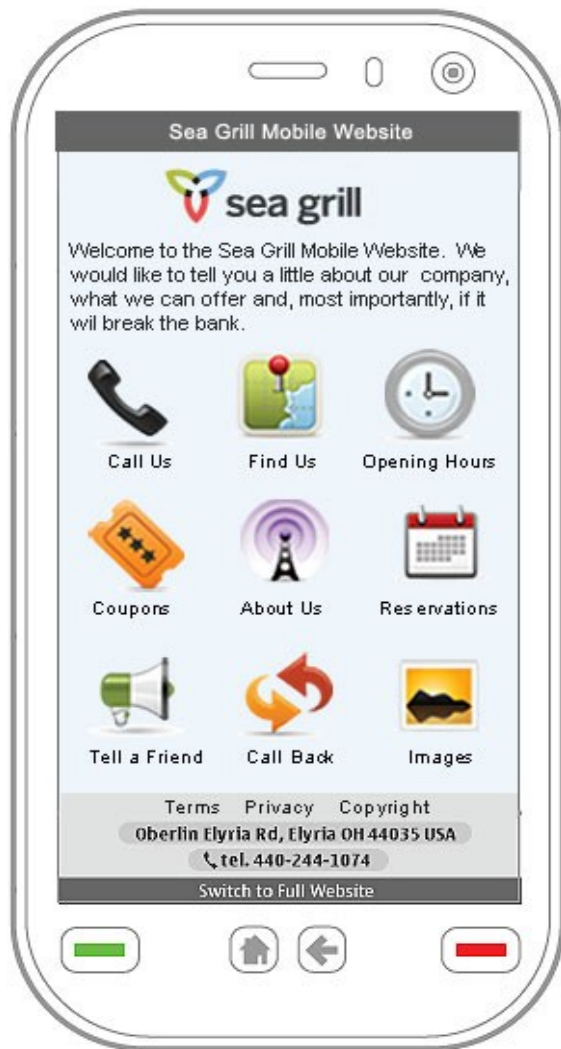 Sea Grill Mobile Website
sea grill
Welcome to the Sea Grill Mobile Website. We
would like to tell you a little about our company,
what we can offer and, most importantly, if it
wil break the bank.
Call Us Find Us Opening Hours
Coupons About Us Reservations
Tell a Friend Call Back Images
Terms Privacy Copyright
Oberlin Elyria Rd, Elyria OH 44035 USA
tel. 440-244-1074
Switch to Full Website